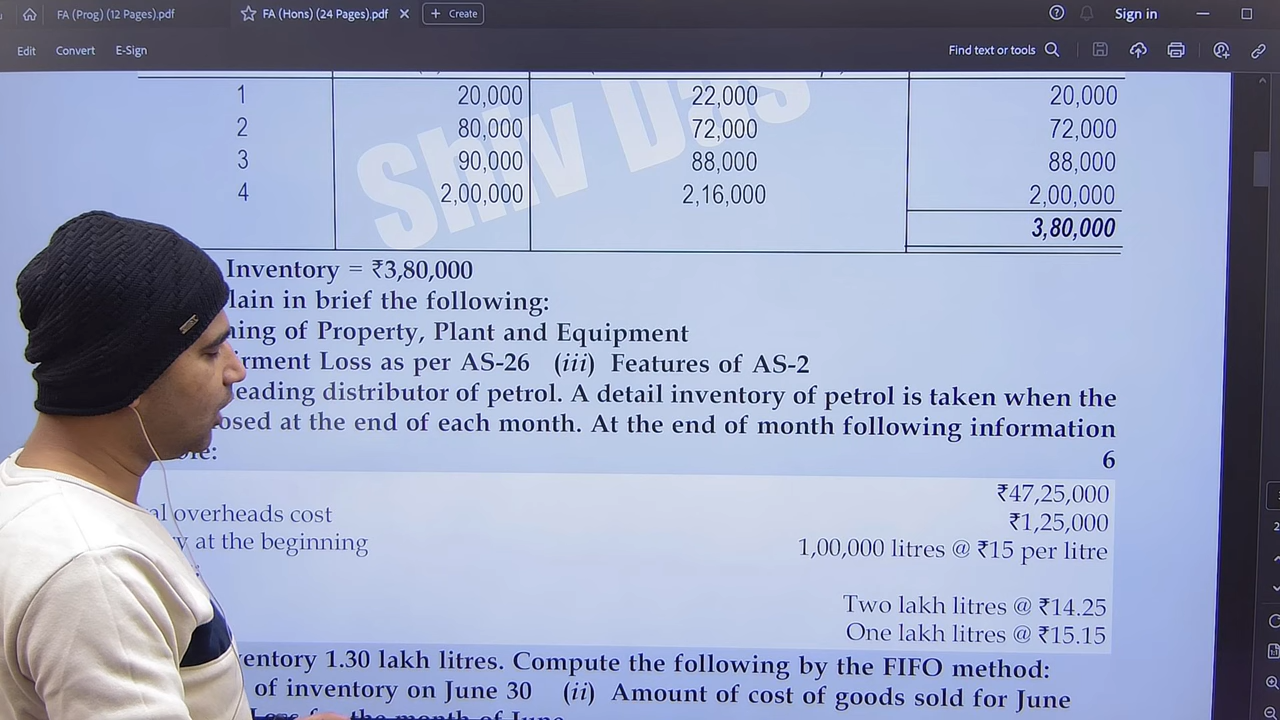 FA (Prog) (12 Pages).pdf
FA (Hons) (24 Pages).pdf
Create
Sign in
Edit Convert E-Sign
Find text or tools
1 20,000 22,000 20,000
2 80,000 72,000 72,000
3 90,000 88,000 88,000
4 2,00,000 2,16,000 2,00,000
3,80,000
Shiv Das
Inventory = ₹3,80,000
lain in brief the following:
ning of Property, Plant and Equipment
rment Loss as per AS-26 (iii) Features of AS-2
eading distributor of petrol. A detail inventory of petrol is taken when the
osed at the end of each month. At the end of month following information
6
₹47,25,000
al overheads cost
₹1,25,000
y at the beginning 1,00,000 litres @ ₹15 per litre
Two lakh litres @ ₹14.25
One lakh litres @ ₹15.15
ventory 1.30 lakh litres. Compute the following by the FIFO method:
of inventory on June 30 (ii) Amount of cost of goods sold for June
for the month of June